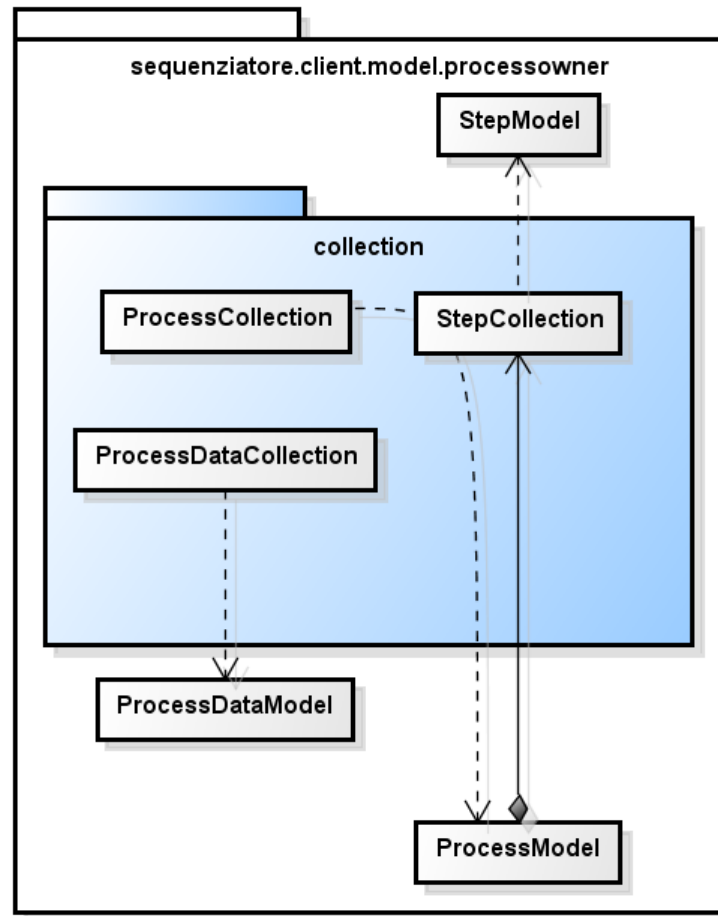 sequenziatore.client.model.processowner
StepModel
collection
ProcessCollection
StepCollection
ProcessDataCollection
ProcessDataModel
ProcessModel